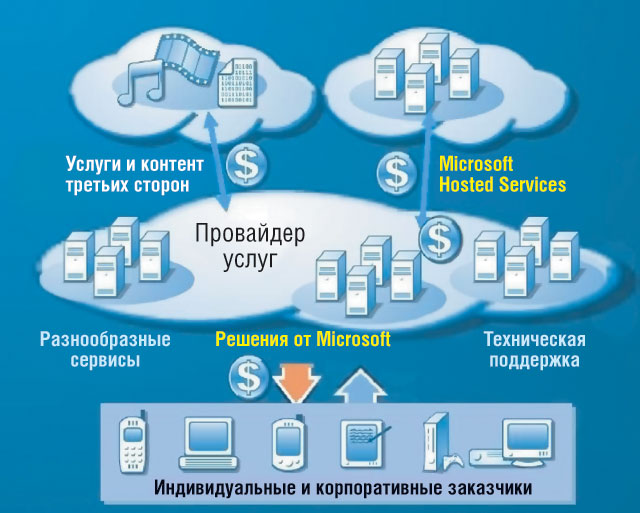 Услуги и контент
третьих сторон
Microsoft
Hosted Services
Провайдер
услуг
Разнообразные
сервисы
Решения от Microsoft
Техническая
поддержка
Индивидуальные и корпоративные заказчики